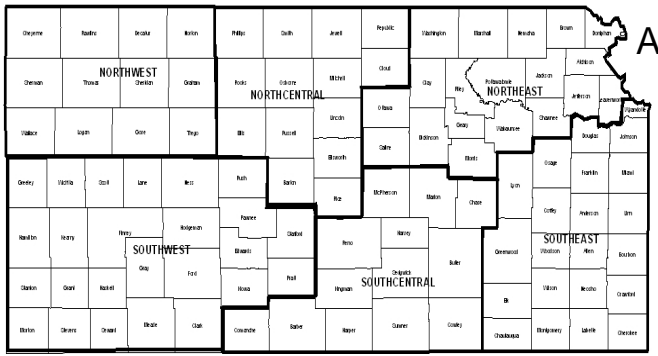 Cheyenne Rawlins Decatur Norton Phillips Smith Jewell Republic Washington Marshall Nemaha Brown Doniphan
A
Cloud Atchison
Sherman Thomas Sheridan Graham Rooks Osborne Mitchell Clay Riley Pottawatomie Jackson
NORTHWEST
NORTHCENTRAL
NORTHEAST
Jefferson Leavenworth
Ottawa
Wallace Logan Gove Trego Ellis Russell Lincoln Saline Dickinson Geary Wabaunsee Shawnee Wyandotte
Ellsworth Morris Douglas Johnson
Greeley Wichita Scott Lane Ness Rush Barton Rice McPherson Marion Chase Lyon Osage Franklin Miami
Pawnee
Hamilton Kearny Finney Hodgeman Stafford Reno Harvey Coffey Anderson Linn
SOUTHWEST
SOUTHEAST
Edwards
Gray Ford Sedgwick Butler Greenwood Woodson Allen Bourbon
SOUTHCENTRAL
Stanton Grant Haskell Kiowa Pratt Kingman Elk Wilson Neosho Crawford
Morton Stevens Seward Meade Clark Comanche Barber Harper Sumner Cowley Chautauqua Montgomery Labette Cherokee